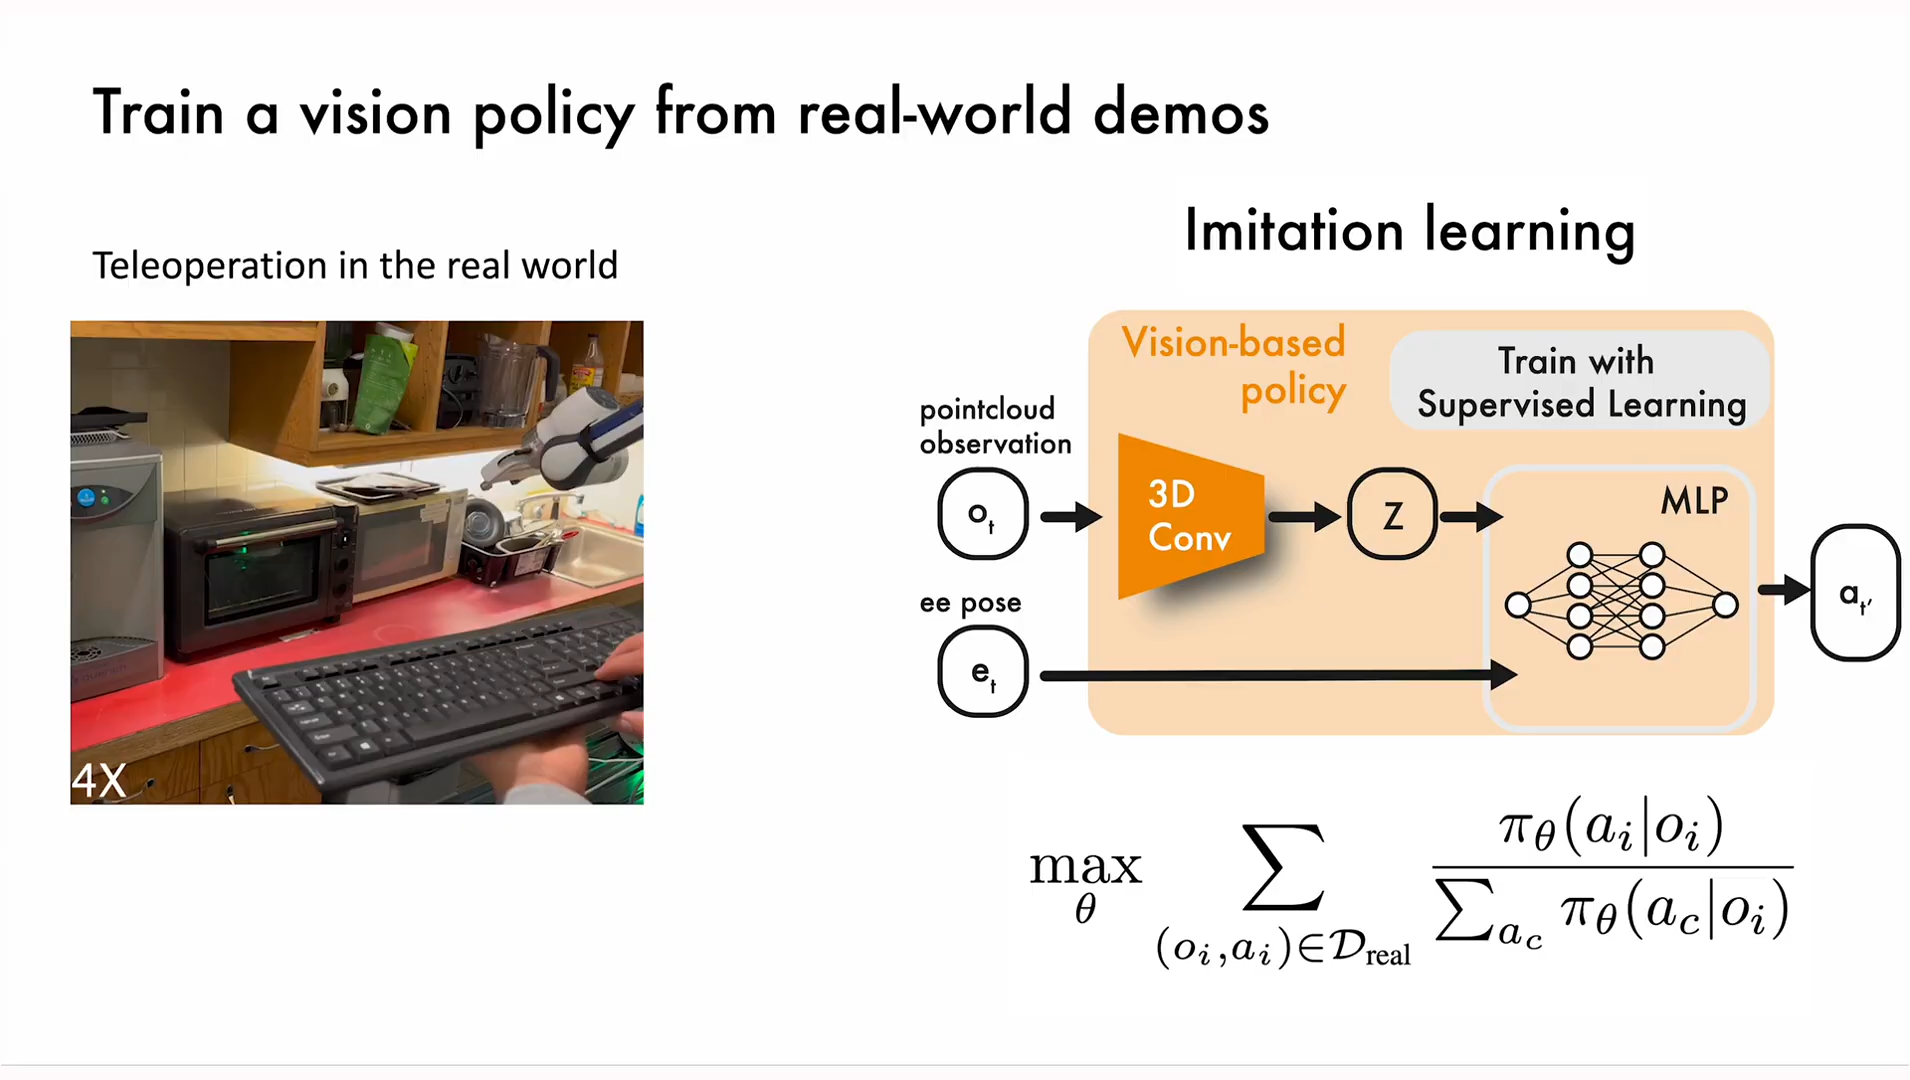 Train a vision policy from real-world demos
Teleoperation in the real world
4X
Imitation learning
Vision-based
policy
Train with
Supervised Learning
pointcloud
observation
o_t
3D
Conv
Z
MLP
a_t'
ee pose
e_t
max_θ ∑_{(o_i,a_i)∈𝒟_real} π_θ(a_i|o_i) / ∑_{a_c} π_θ(a_c|o_i)